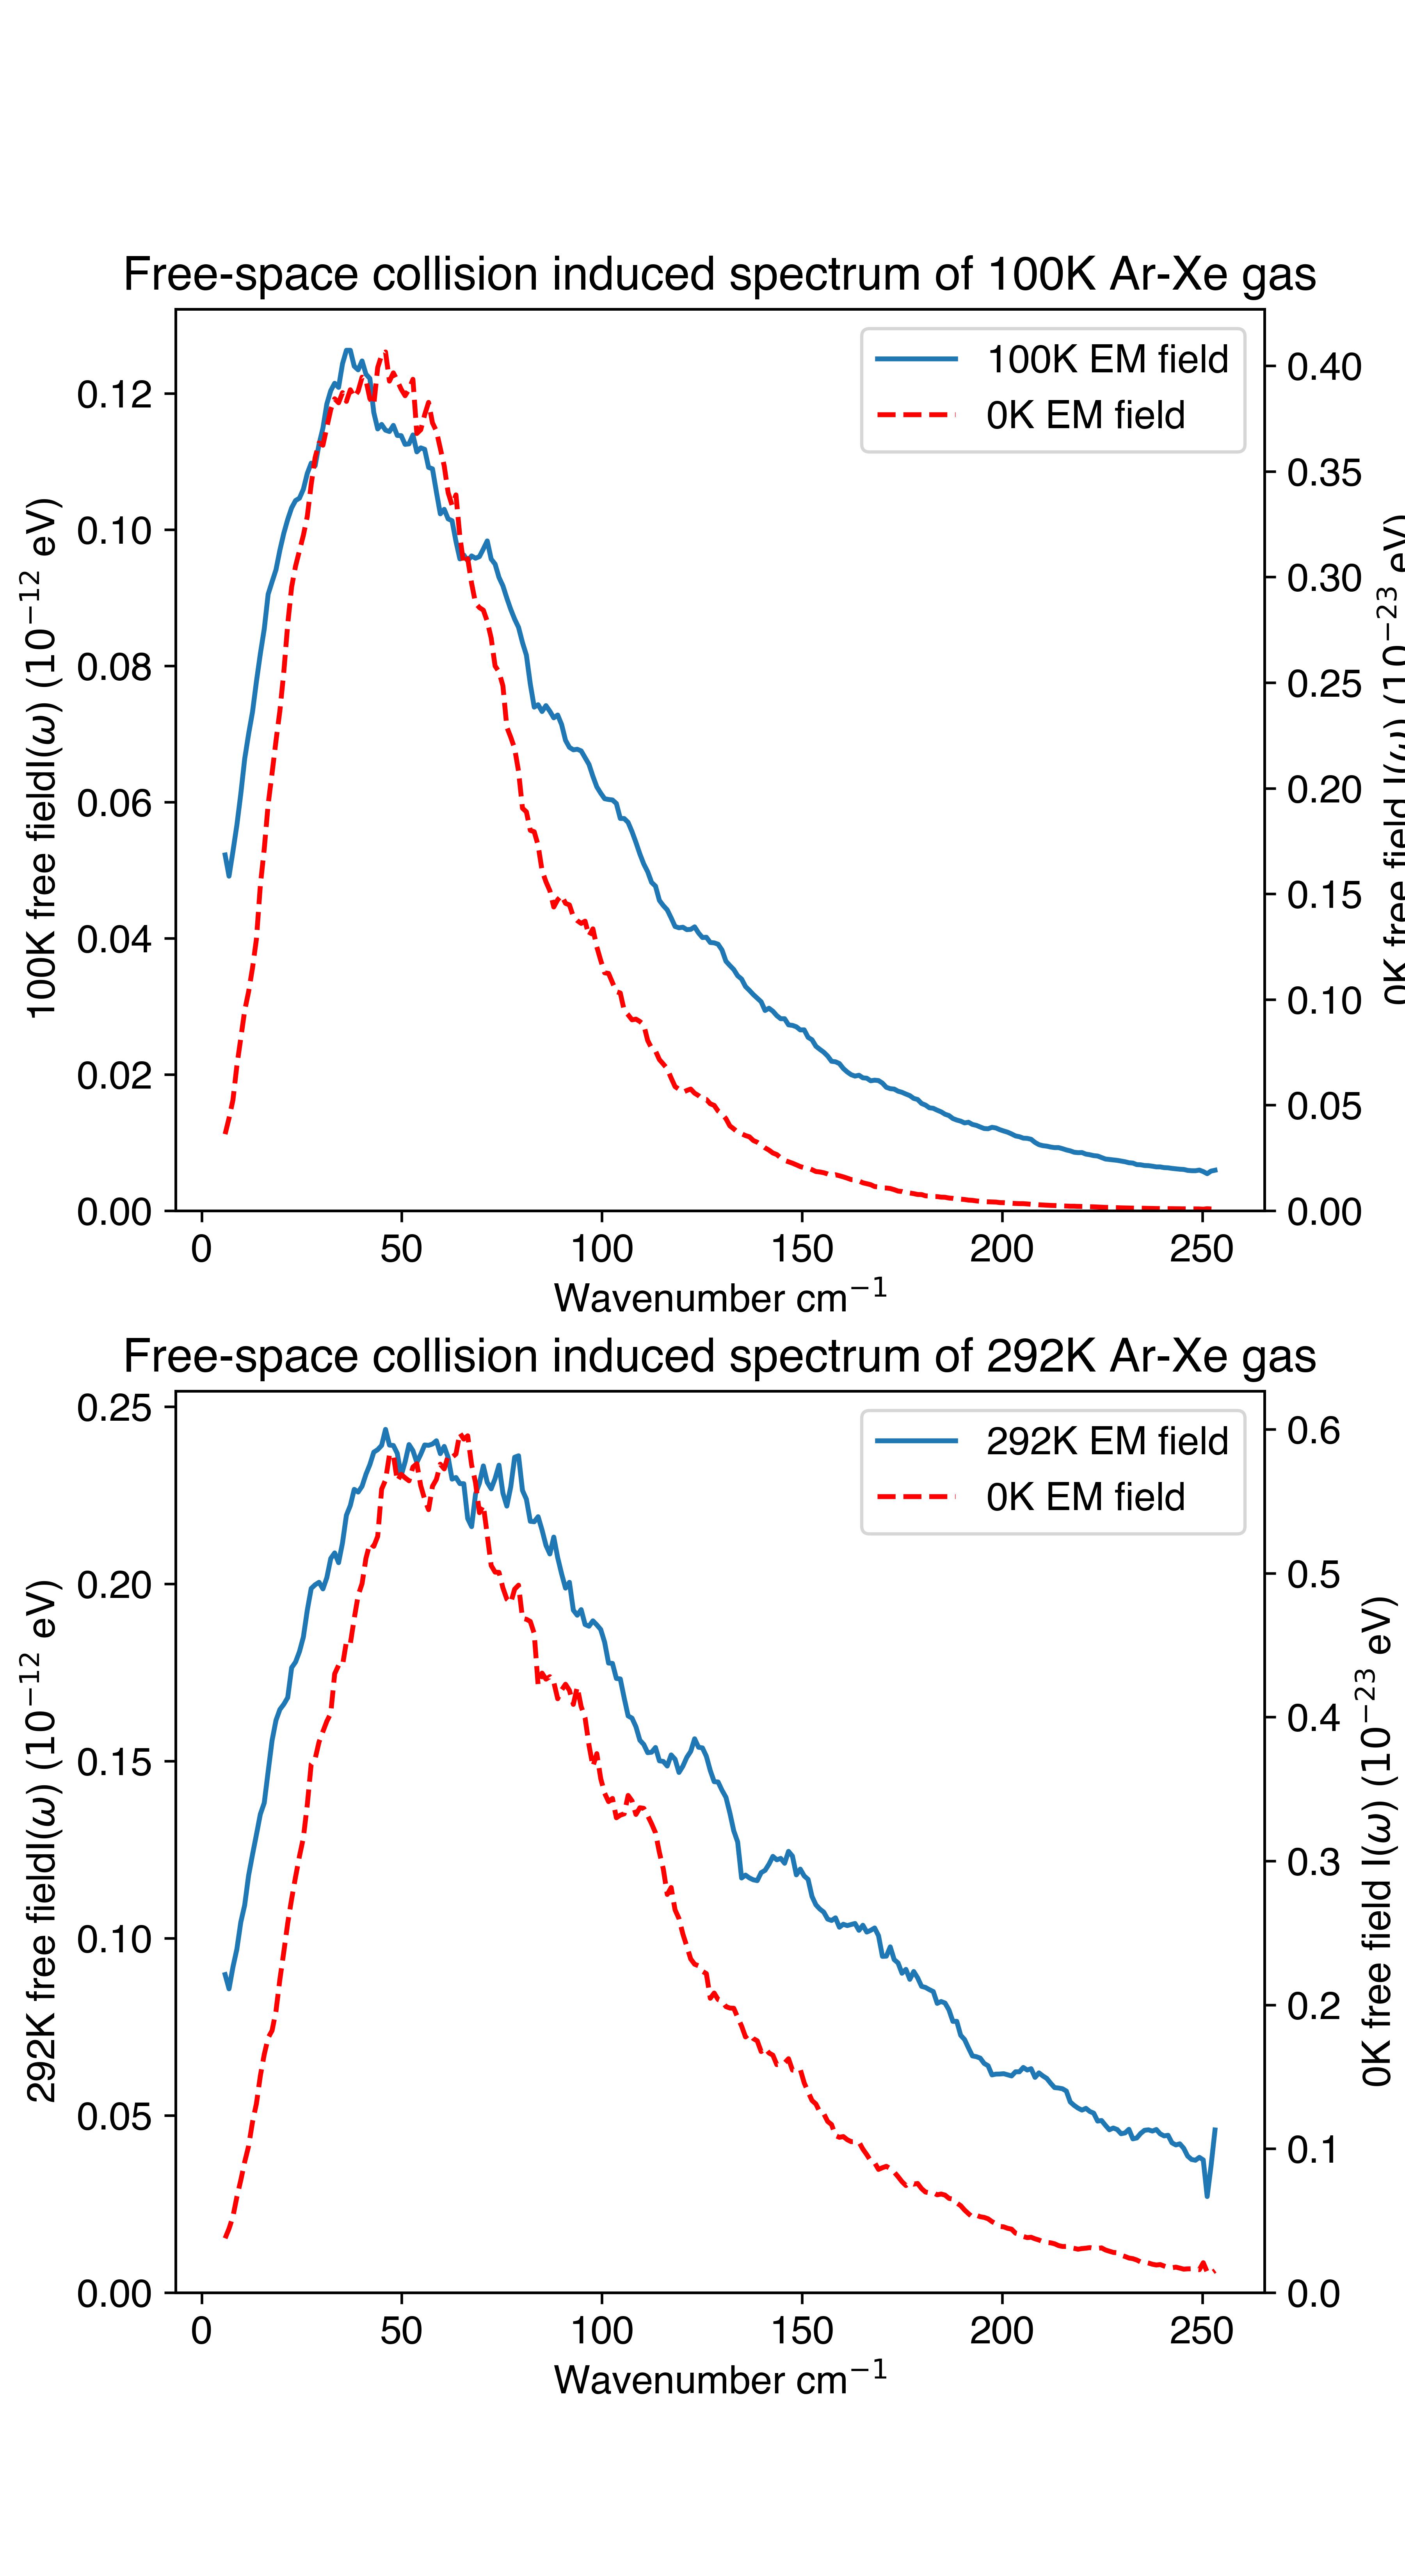 Free-space collision induced spectrum of 100K Ar-Xe gas
100K EM field
0K EM field
100K free fieldI(ω) (10⁻¹² eV)
0.12
0.10
0.08
0.06
0.04
0.02
0.00
0.40
0.35
0.30
0.25
0.20
0.15
0.10
0.05
0.00
0K free field I(ω) (10⁻²³ eV)
0 50 100 150 200 250
Wavenumber cm⁻¹
Free-space collision induced spectrum of 292K Ar-Xe gas
292K EM field
0K EM field
292K free fieldI(ω) (10⁻¹² eV)
0.25
0.20
0.15
0.10
0.05
0.00
0.6
0.5
0.4
0.3
0.2
0.1
0.0
0K free field I(ω) (10⁻²³ eV)
0 50 100 150 200 250
Wavenumber cm⁻¹